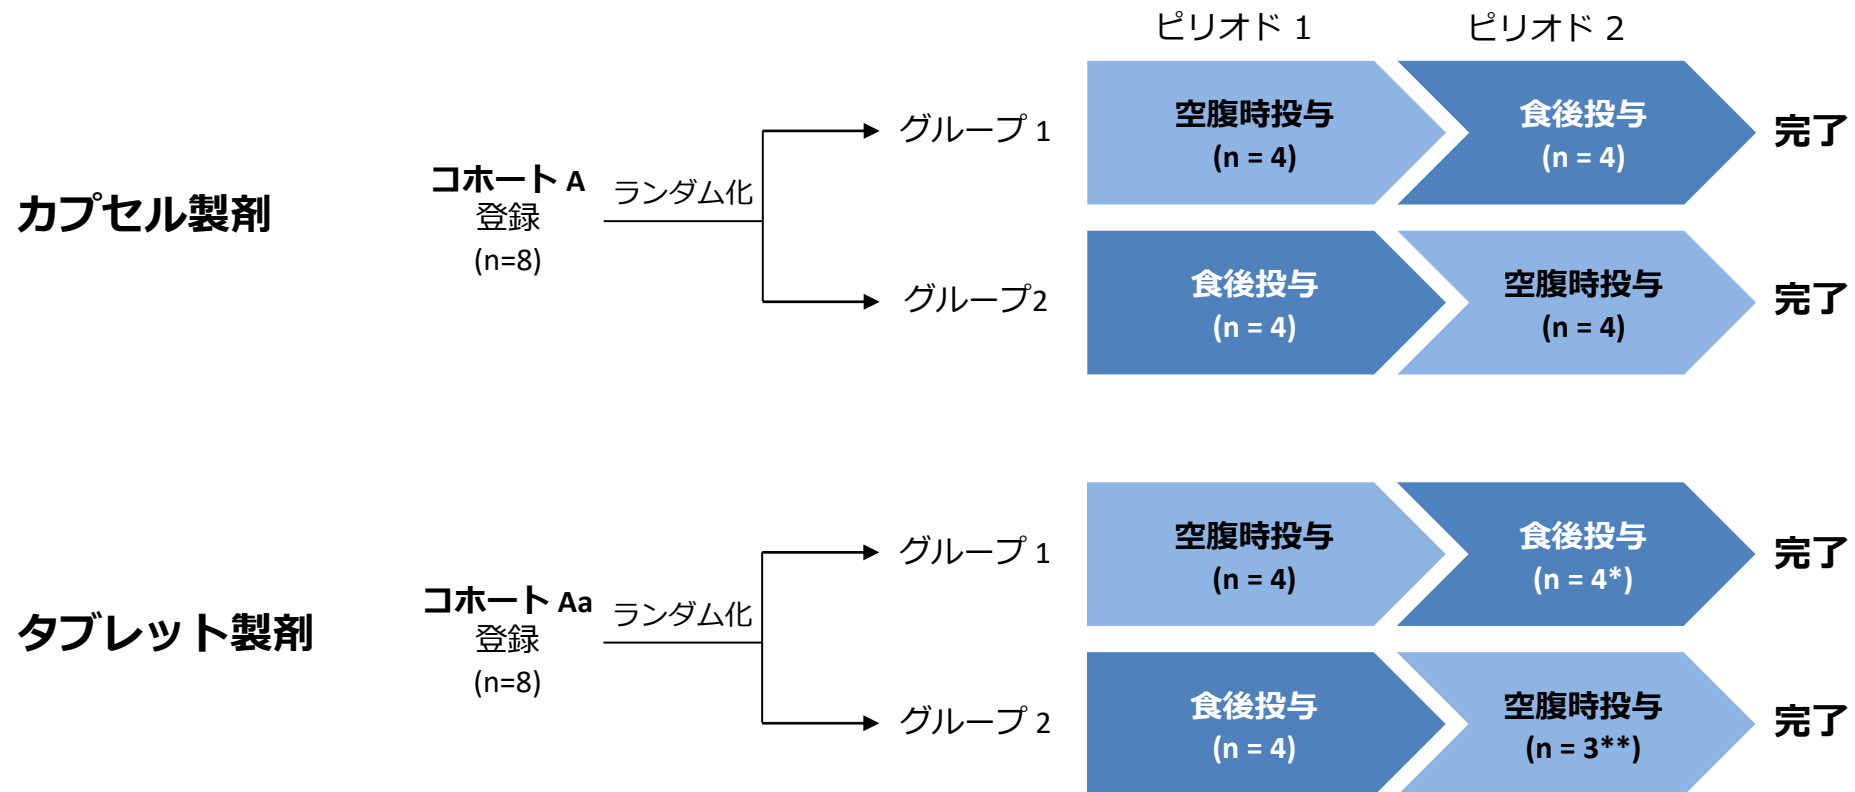 ピリオド 1
ピリオド 2
カプセル製剤
コホート A
登録
(n=8)
ランダム化
グループ 1
空腹時投与
(n = 4)
食後投与
(n = 4)
完了
グループ2
食後投与
(n = 4)
空腹時投与
(n = 4)
完了
タブレット製剤
コホート Aa
登録
(n=8)
ランダム化
グループ 1
空腹時投与
(n = 4)
食後投与
(n = 4*)
完了
グループ 2
食後投与
(n = 4)
空腹時投与
(n = 3**)
完了